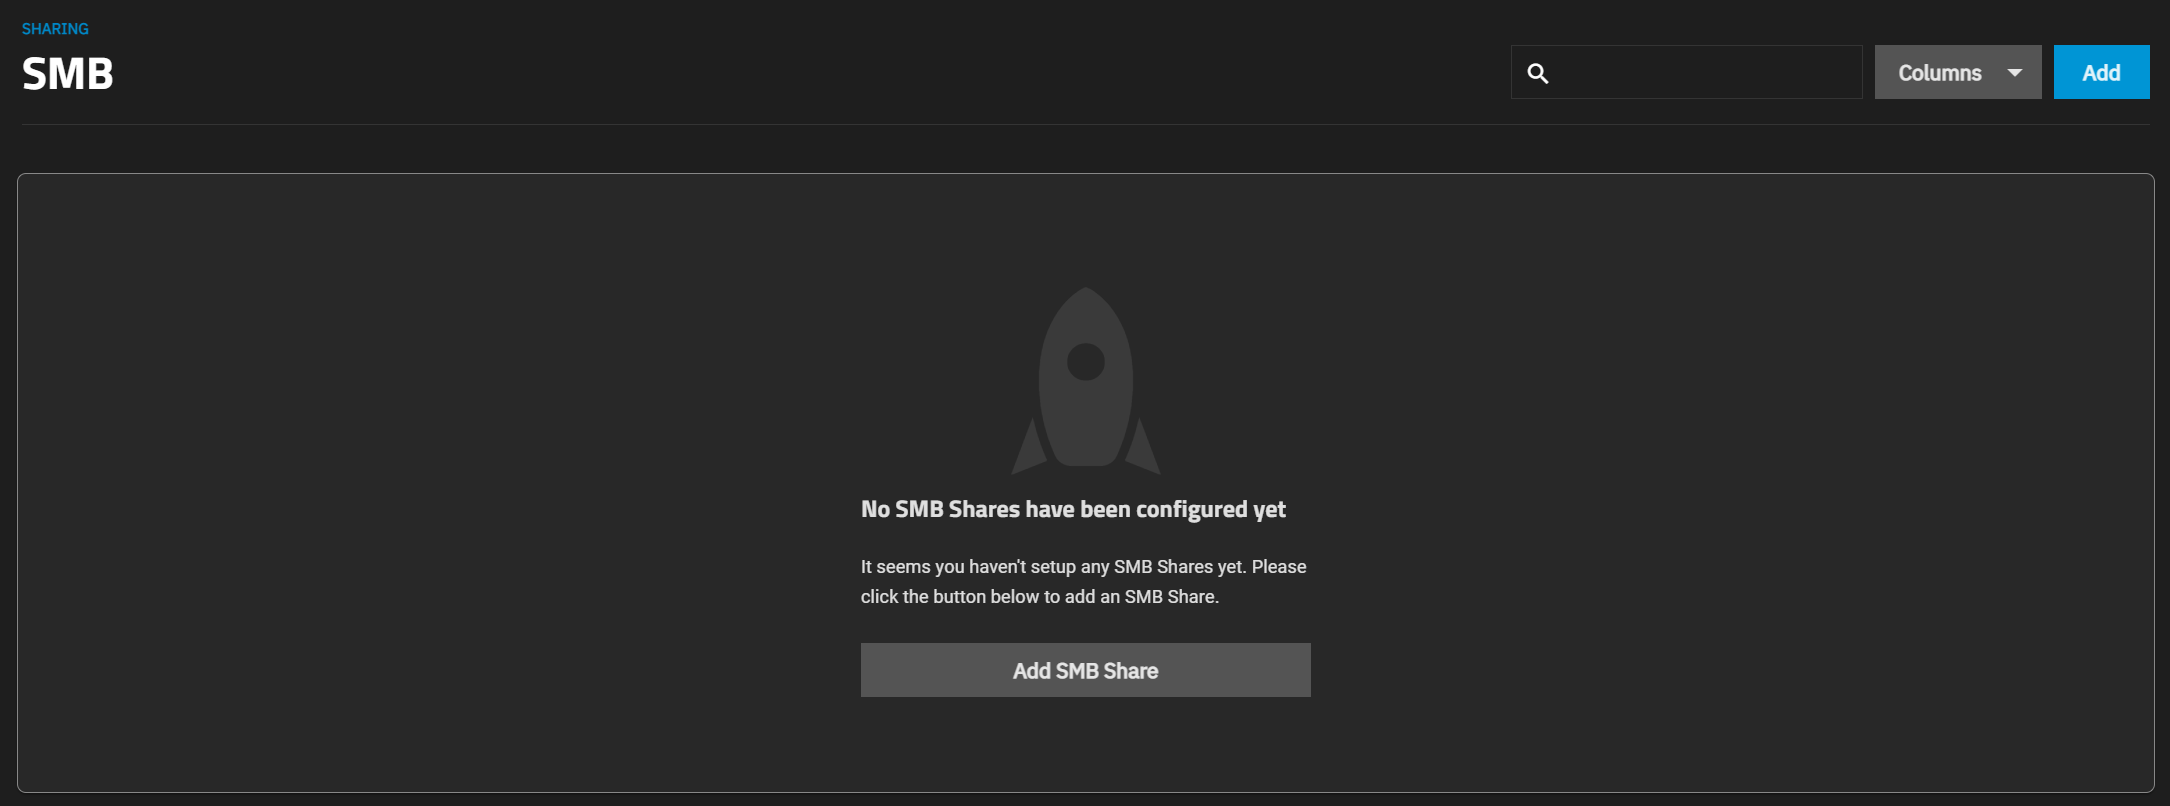 SHARING
SMB
Columns
Add
No SMB Shares have been configured yet
It seems you haven't setup any SMB Shares yet. Please
click the button below to add an SMB Share.
Add SMB Share